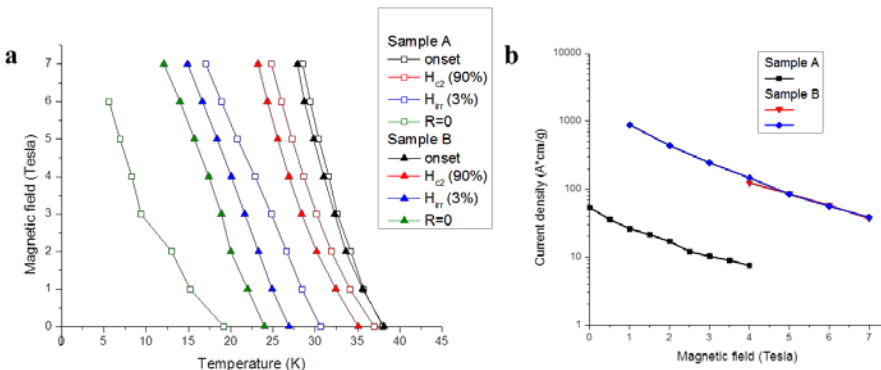 a
Sample A
onset
Hc2 (90%)
Hirr (3%)
R=0
Sample B
onset
Hc2 (90%)
Hirr (3%)
R=0
Magnetic field (Tesla)
7
6
5
4
3
2
1
0
0 5 10 15 20 25 30 35 40 45
Temperature (K)
b
Sample A
Sample B
Current density (A*cm/g)
10000
1000
100
10
1
0 1 2 3 4 5 6 7
Magnetic field (Tesla)